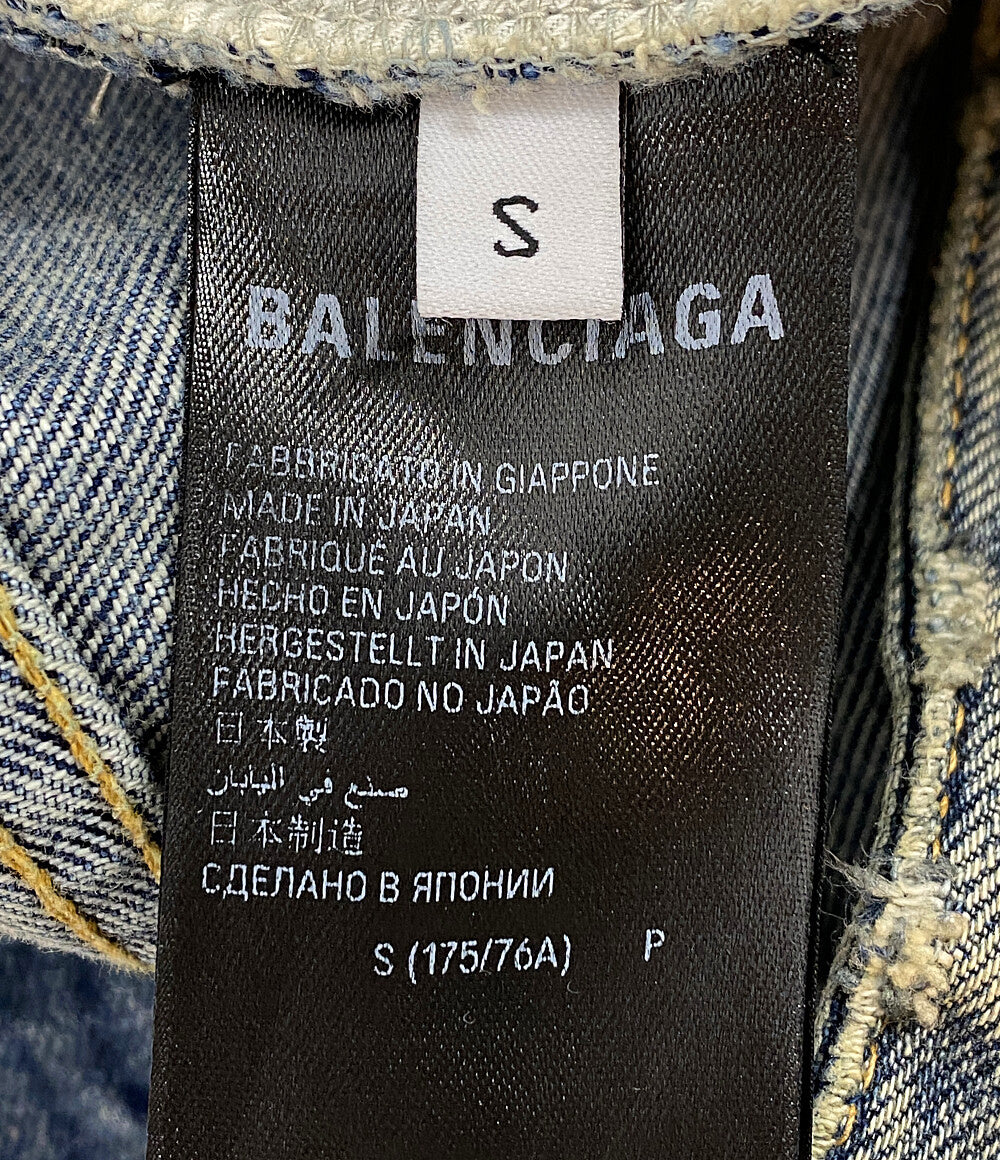 S
BALENCIAGA
FABBRICATO IN GIAPPONE
MADE IN JAPAN
FABRIQUÉ AU JAPON
HECHO EN JAPÓN
HERGESTELLT IN JAPAN
FABRICADO NO JAPÃO
日本製
صنع في اليابان
日本制造
СДЕЛАНО В ЯПОНИИ
S (175/76A) P